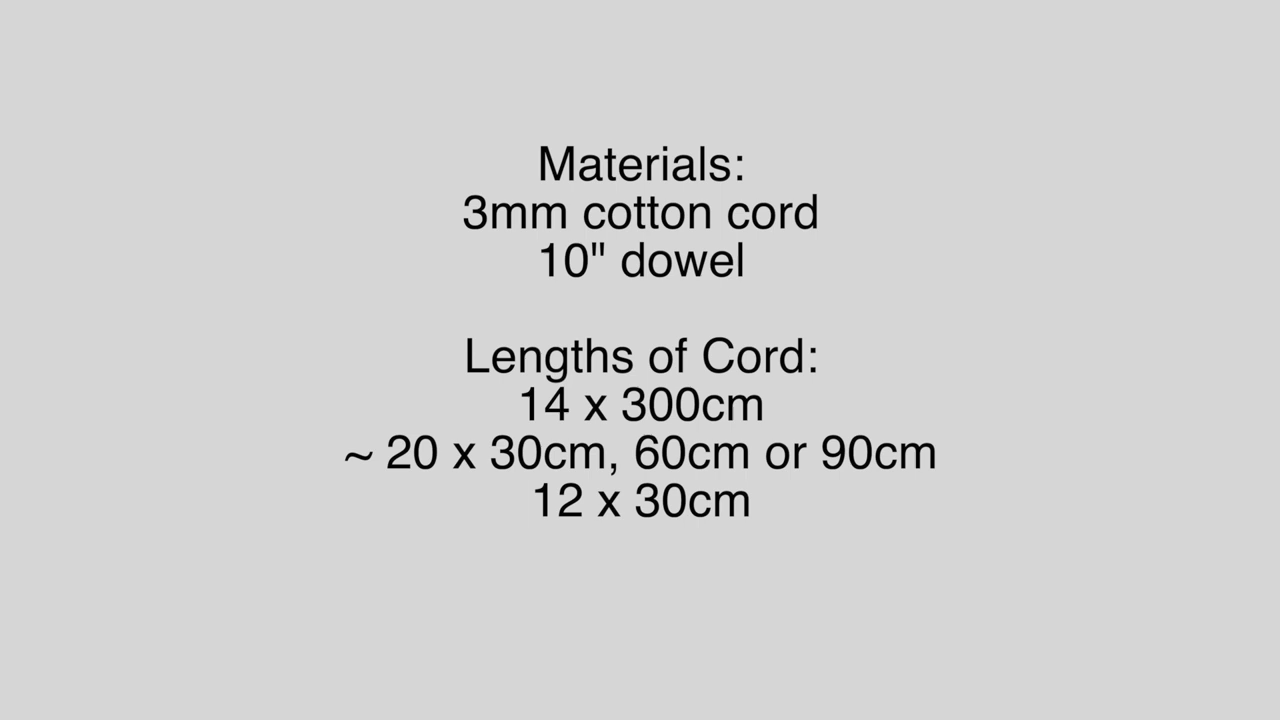 Materials:
3mm cotton cord
10" dowel
Lengths of Cord:
14 x 300cm
~ 20 x 30cm, 60cm or 90cm
12 x 30cm